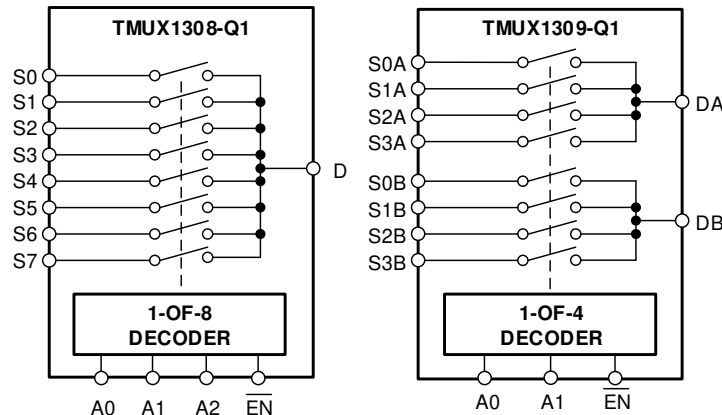 TMUX1308-Q1
S0
S1
S2
S3
S4
S5
S6
S7
D
1-OF-8
DECODER
A0 A1 A2 EN
TMUX1309-Q1
S0A
S1A
S2A
S3A
DA
S0B
S1B
S2B
S3B
DB
1-OF-4
DECODER
A0 A1 EN